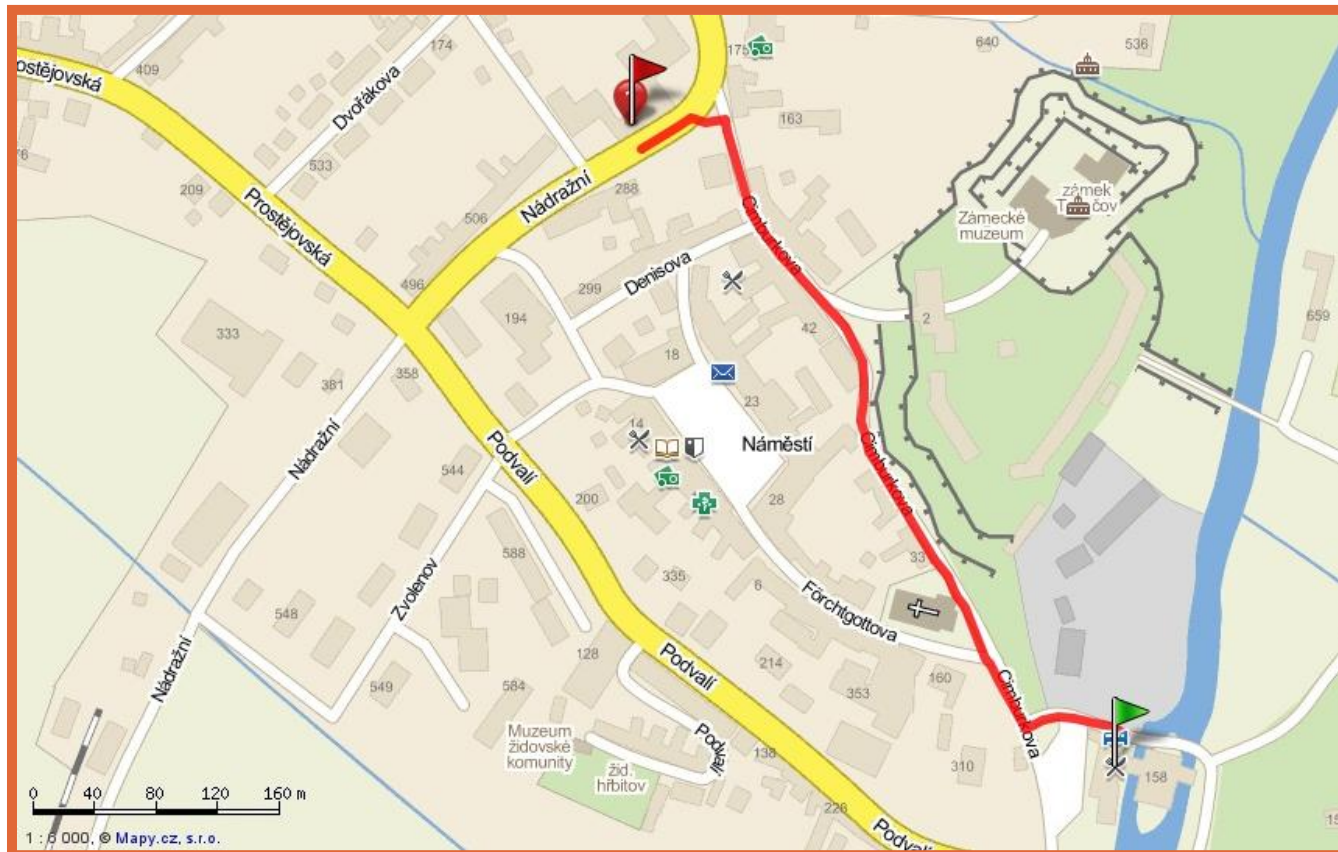 174
175
640
536
409
ostějovská
Dvořákova
163
533
209
Nádražní
288
zámek
Zámecké
muzeum
Prostějovská
506
Cimburkova
Denisova
496
299
194
2
333
42
659
18
358
381
23
14
Náměstí
Podvalí
Cimburkova
Nádražní
544
200
28
588
33
335
6
Zvolenov
Förchtgottova
548
128
Podvalí
214
Nádražní
549
584
353
160
Cimburkova
Muzeum
židovské
komunity
Podvalí
138
žid.
hřbitov
310
158
226
Podvalí
0 40 80 120 160 m
1 : 6 000, © Mapy.cz, s.r.o.